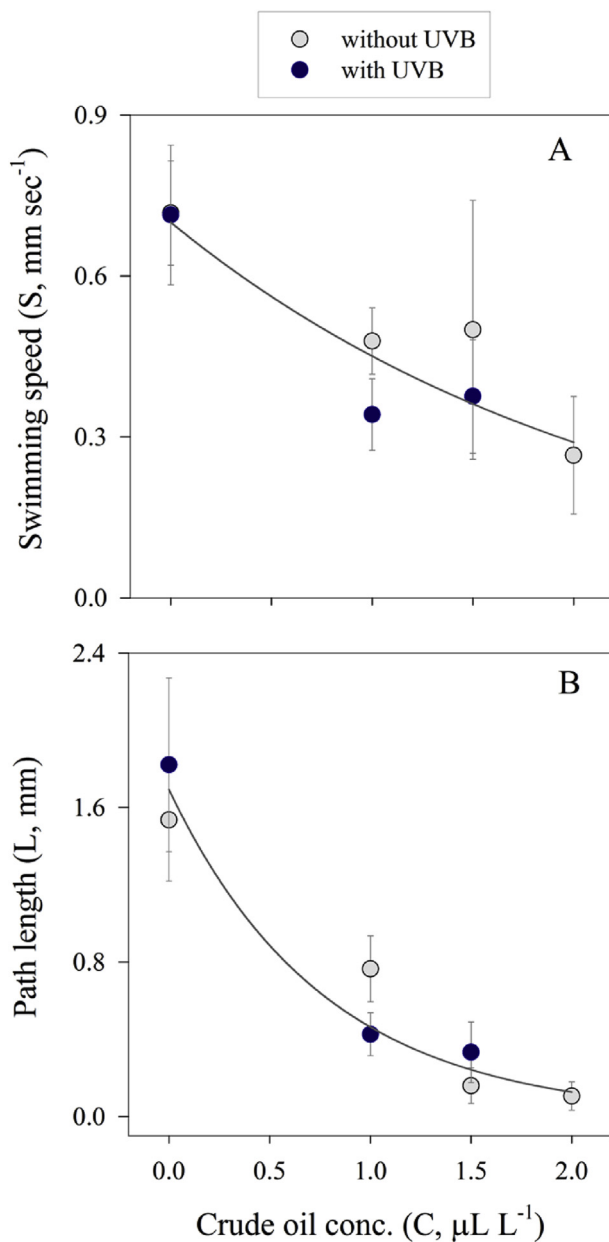 without UVB
with UVB
A
0.9
0.6
0.3
0.0
Swimming speed (S, mm sec⁻¹)
B
2.4
1.6
0.8
0.0
Path length (L, mm)
0.0 0.5 1.0 1.5 2.0
Crude oil conc. (C, μL L⁻¹)